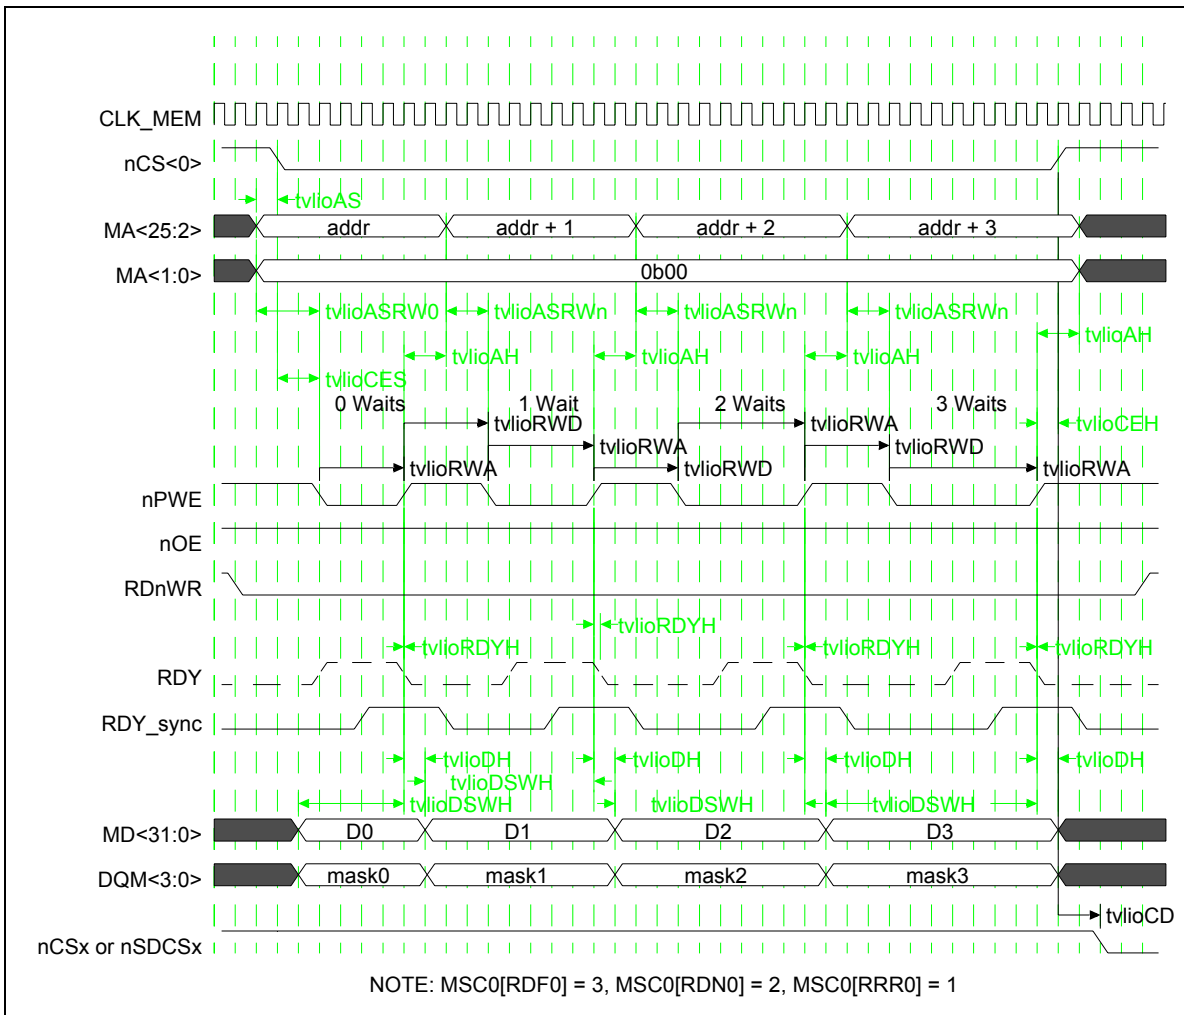 CLK_MEM
nCS<0>
tvlioAS
MA<25:2> addr addr + 1 addr + 2 addr + 3
MA<1:0> 0b00
tvlioASRW0 tvlioASRWn tvlioASRWn tvlioASRWn
tvlioAH
tvlioAH tvlioAH tvlioAH
tvlioCES
0 Waits 1 Wait 2 Waits 3 Waits
tvlioRWD tvlioRWA tvlioCEH
tvlioRWA tvlioRWD
tvlioRWA tvlioRWD tvlioRWA
nPWE
nOE
RDnWR
tvlioRDYH
tvlioRDYH tvlioRDYH tvlioRDYH
RDY
RDY_sync
tvlioDH tvlioDH tvlioDH tvlioDH
tvlioDSWH
tvlioDSWH tvlioDSWH tvlioDSWH
MD<31:0> D0 D1 D2 D3
DQM<3:0> mask0 mask1 mask2 mask3
tvlioCD
nCSx or nSDCSx
NOTE: MSC0[RDF0] = 3, MSC0[RDN0] = 2, MSC0[RRR0] = 1